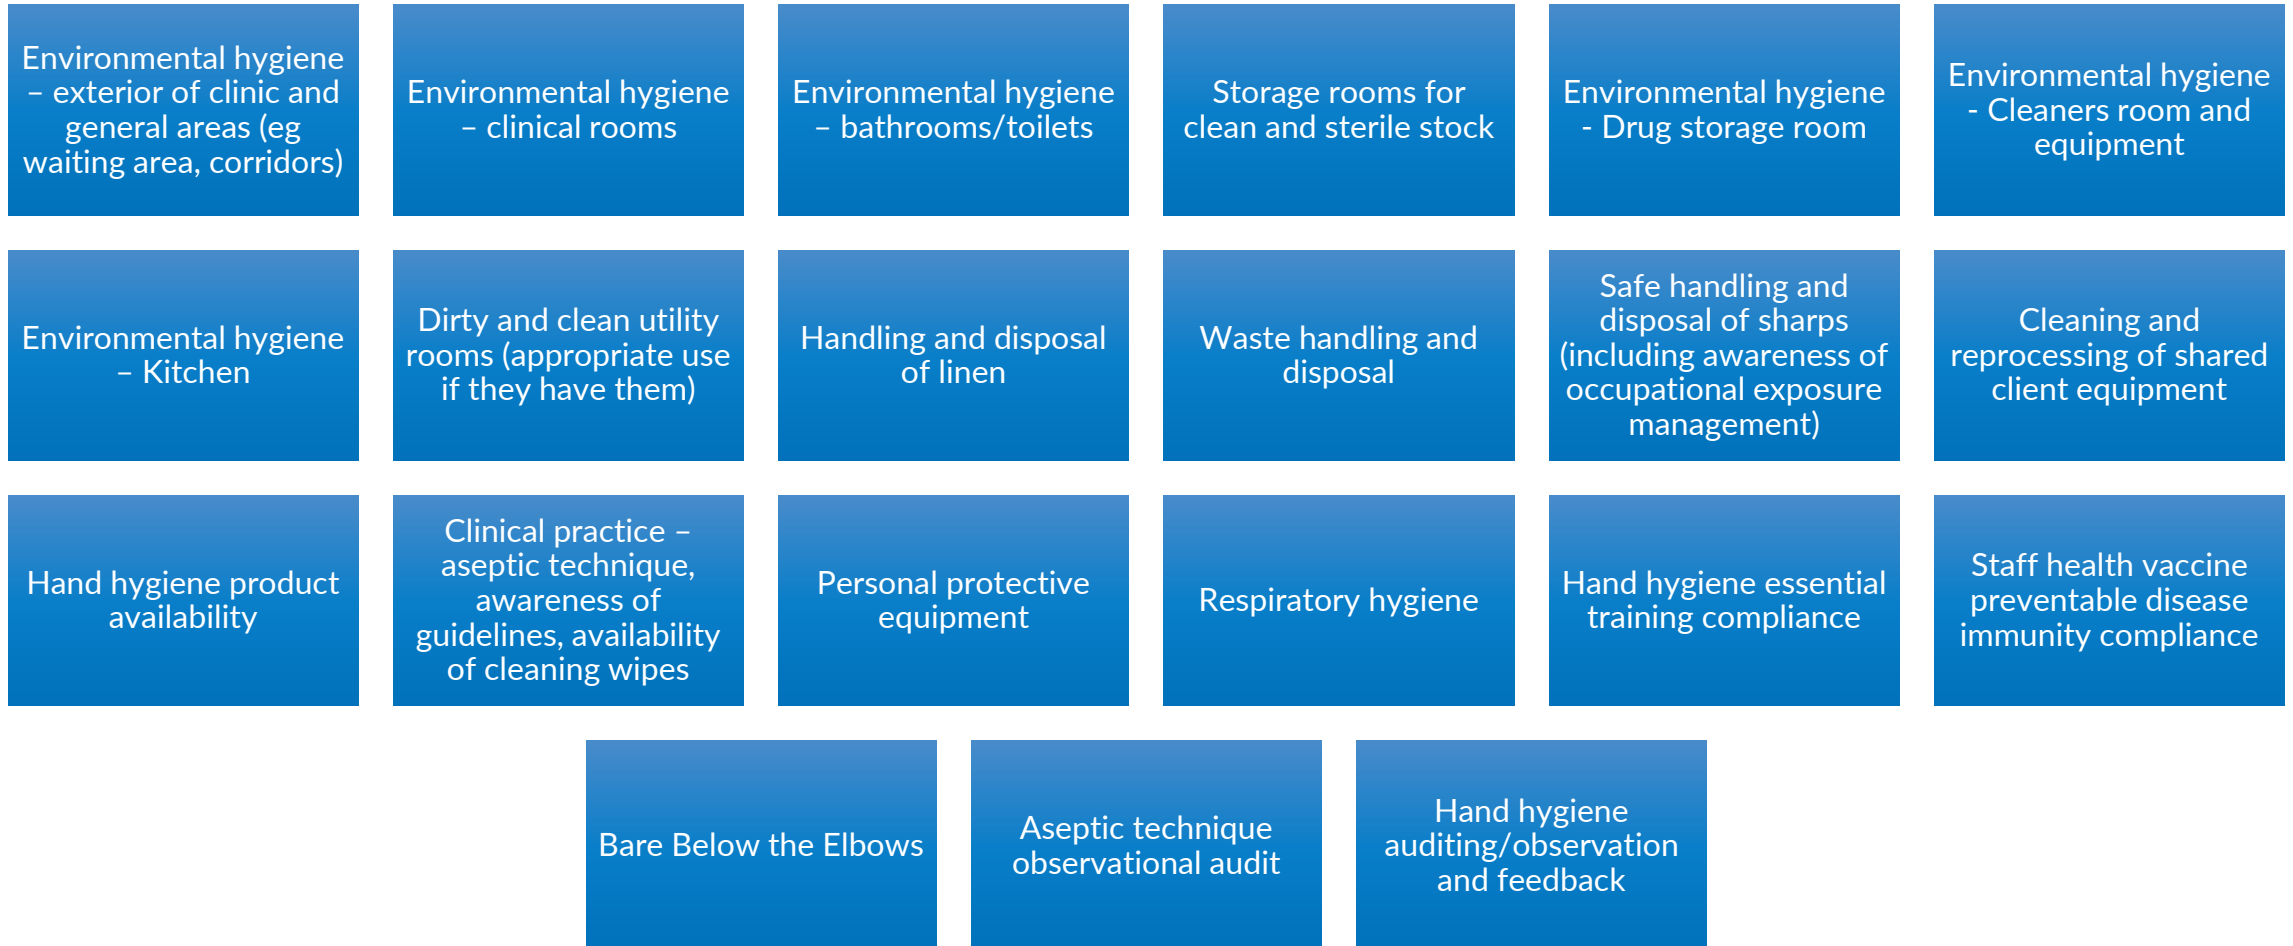 Environmental hygiene
– exterior of clinic and
general areas (eg
waiting area, corridors)
Environmental hygiene
– clinical rooms
Environmental hygiene
– bathrooms/toilets
Storage rooms for
clean and sterile stock
Environmental hygiene
- Drug storage room
Environmental hygiene
- Cleaners room and
equipment
Environmental hygiene
– Kitchen
Dirty and clean utility
rooms (appropriate use
if they have them)
Handling and disposal
of linen
Waste handling and
disposal
Safe handling and
disposal of sharps
(including awareness of
occupational exposure
management)
Cleaning and
reprocessing of shared
client equipment
Hand hygiene product
availability
Clinical practice –
aseptic technique,
awareness of
guidelines, availability
of cleaning wipes
Personal protective
equipment
Respiratory hygiene
Hand hygiene essential
training compliance
Staff health vaccine
preventable disease
immunity compliance
Bare Below the Elbows
Aseptic technique
observational audit
Hand hygiene
auditing/observation
and feedback